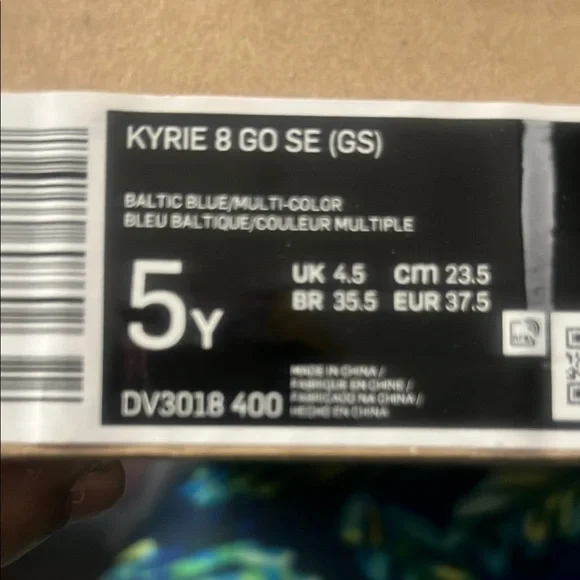 KYRIE 8 GO SE (GS)
BALTIC BLUE/MULTI-COLOR
BLEU BALTIQUE/COULEUR MULTIPLE
5Y
UK 4.5 cm 23.5
BR 35.5 EUR 37.5
DV3018 400
MADE IN CHINA /
FABRIQUE EN CHINE /
FABRICADO NA CHINA /
HECHO EN CHINA